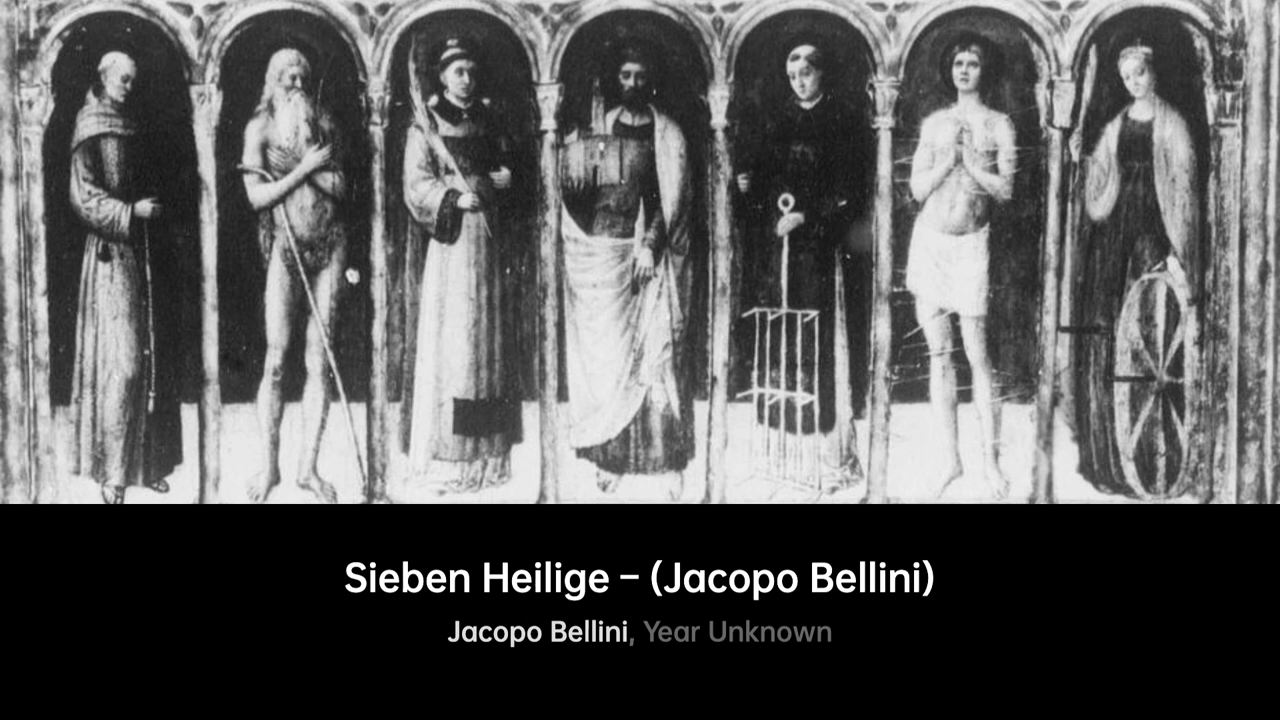 Sieben Heilige – (Jacopo Bellini)
Jacopo Bellini, Year Unknown